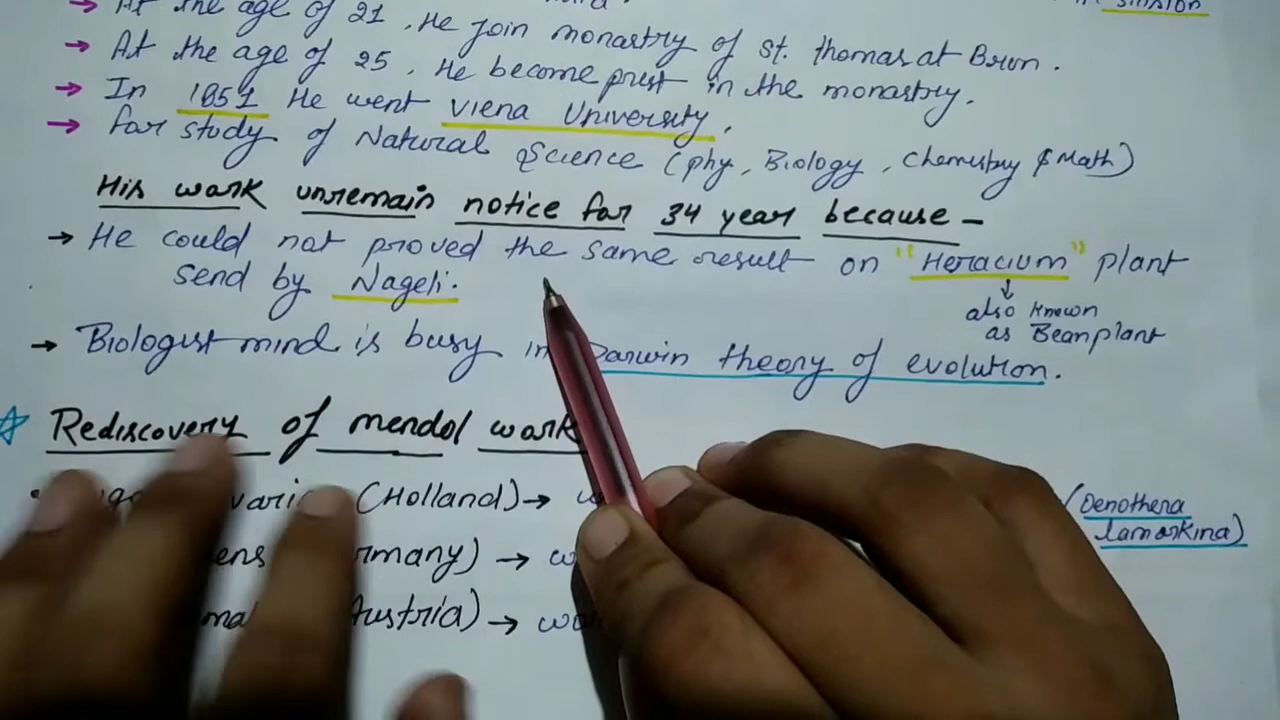 → At the age of 21, He join monastry of st. thomas at Brun.
→ At the age of 25, He become prest in the monastry.
→ In 1851 He went Viena University,
→ for study of Natural Science (phy, Biology, Chemistry & Math)
His work unremain notice for 34 year because -
→ He could not proved the same result on "Heracium" plant
send by Nageli.
↓
also known
as Beanplant
→ Biologist mind is busy in Darwin theory of evolution.
☆ Rediscovery of mendol work
(Holland) →
(Oenothera
lamarkina)
→
Austria) →